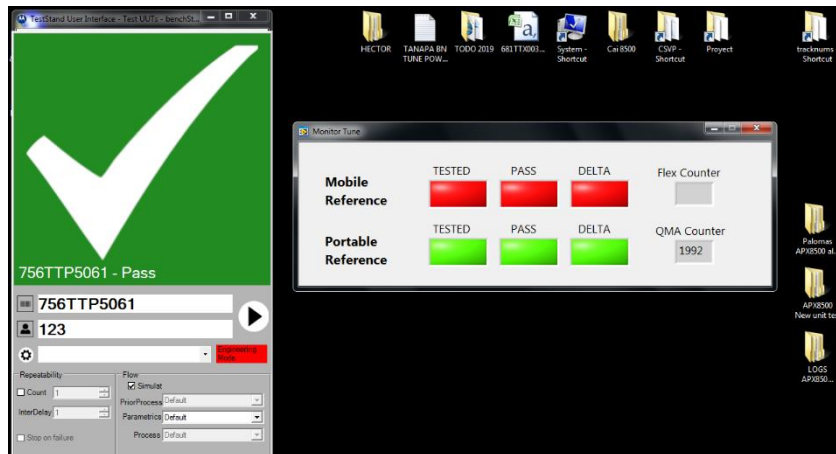 TestStand User Interface - Test UUTs - benchSt...
756TTP5061 - Pass
756TTP5061
123
Engineering Mode
Repeatability
Count 1
InterDelay 1
Stop on failure
Flow
Simulat
PriorProcess Default
Parametrics Default
Process Default
HECTOR
TANAPA BN
TUNE POW...
TODO 2019
681TTX003...
System -
Shortcut
Cai 8500
CSVP -
Shortcut
Proyect
tracknums
Shortcut
Monitor Tune
TESTED PASS DELTA Flex Counter
Mobile
Reference
TESTED PASS DELTA QMA Counter
Portable
Reference
1992
Palomas
APX8500 al...
APX8500
New unit te
LOGS
APX850...